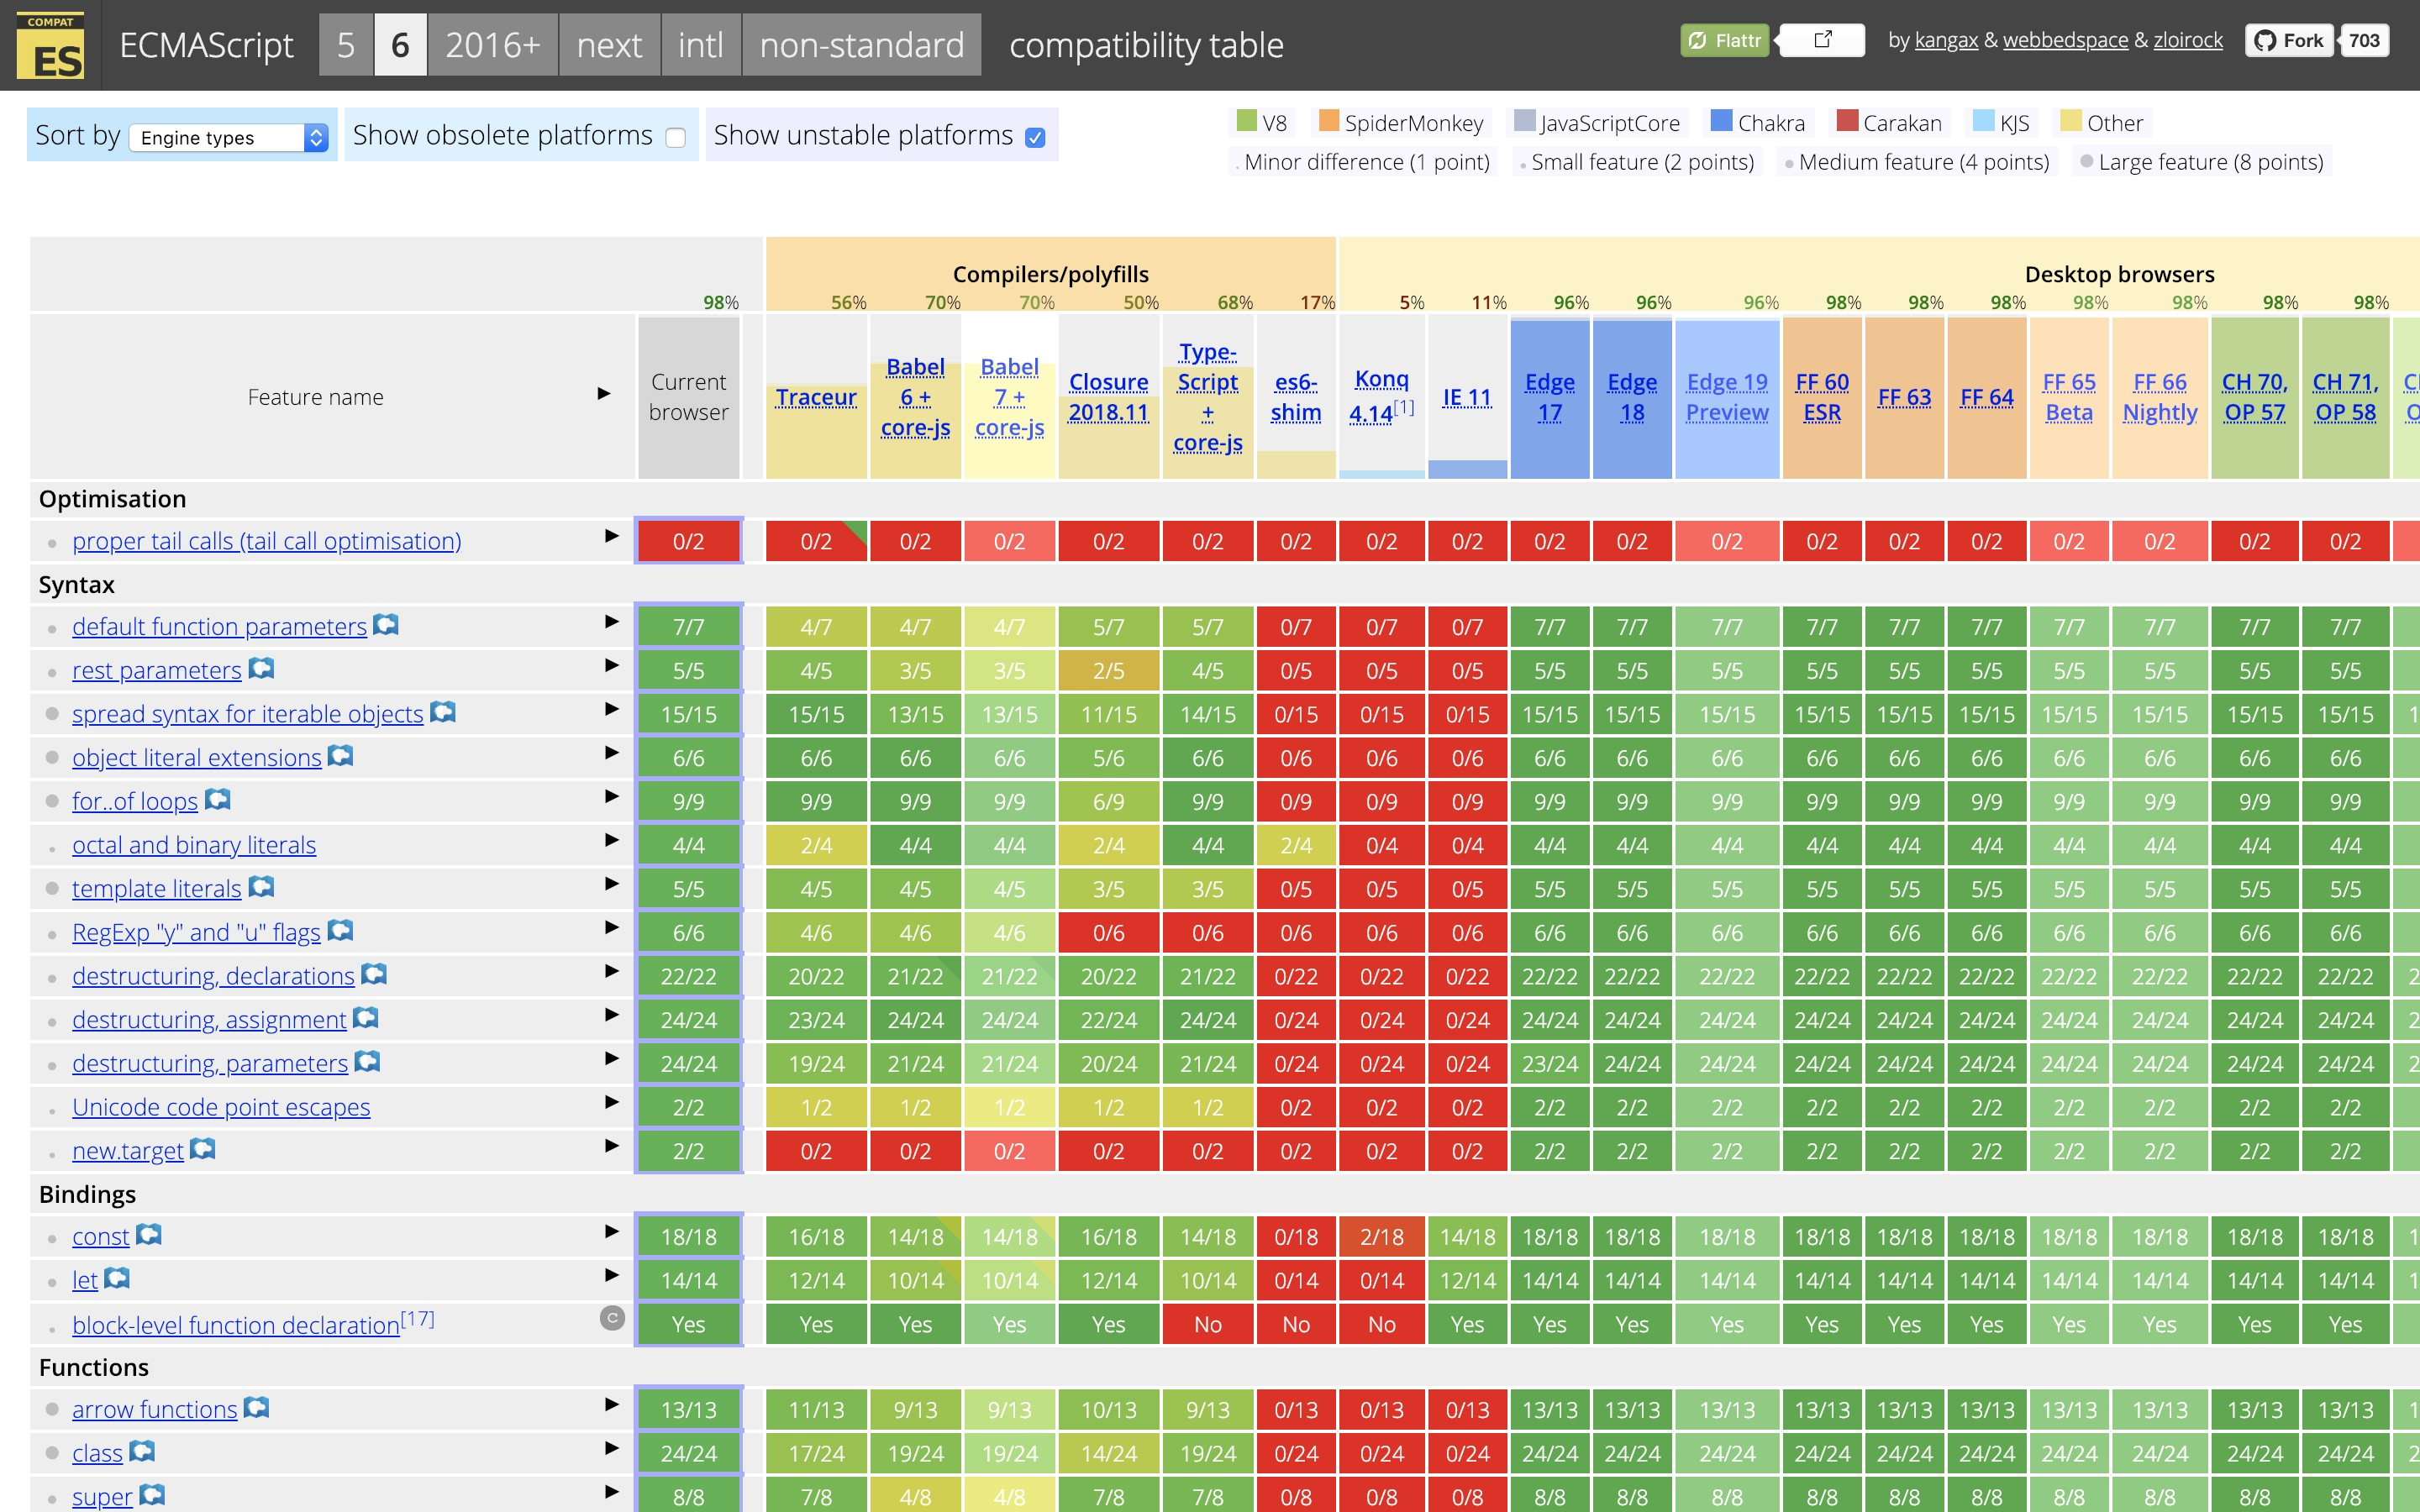 COMPAT
ES
ECMAScript 5 6 2016+ next intl non-standard compatibility table
Flattr by kangax & webbedspace & zloirock Fork 703
Sort by Engine types Show obsolete platforms Show unstable platforms
V8 SpiderMonkey JavaScriptCore Chakra Carakan KJS Other
Minor difference (1 point) Small feature (2 points) Medium feature (4 points) Large feature (8 points)
Compilers/polyfills Desktop browsers
98% 56% 70% 70% 50% 68% 17% 5% 11% 96% 96% 96% 98% 98% 98% 98% 98% 98% 98%
Feature name ▶ Current browser Traceur Babel 6 + core-js Babel 7 + core-js Closure 2018.11 Type-Script + core-js es6-shim Konq 4.14[1] IE 11 Edge 17 Edge 18 Edge 19 Preview FF 60 ESR FF 63 FF 64 FF 65 Beta FF 66 Nightly CH 70, OP 57 CH 71, OP 58
Optimisation
proper tail calls (tail call optimisation) ▶ 0/2 0/2 0/2 0/2 0/2 0/2 0/2 0/2 0/2 0/2 0/2 0/2 0/2 0/2 0/2 0/2 0/2 0/2 0/2
Syntax
default function parameters ▶ 7/7 4/7 4/7 4/7 5/7 5/7 0/7 0/7 0/7 7/7 7/7 7/7 7/7 7/7 7/7 7/7 7/7 7/7 7/7
rest parameters ▶ 5/5 4/5 3/5 3/5 2/5 4/5 0/5 0/5 0/5 5/5 5/5 5/5 5/5 5/5 5/5 5/5 5/5 5/5 5/5
spread syntax for iterable objects ▶ 15/15 15/15 13/15 13/15 11/15 14/15 0/15 0/15 0/15 15/15 15/15 15/15 15/15 15/15 15/15 15/15 15/15 15/15 15/15
object literal extensions ▶ 6/6 6/6 6/6 6/6 5/6 6/6 0/6 0/6 0/6 6/6 6/6 6/6 6/6 6/6 6/6 6/6 6/6 6/6 6/6
for..of loops ▶ 9/9 9/9 9/9 9/9 6/9 9/9 0/9 0/9 0/9 9/9 9/9 9/9 9/9 9/9 9/9 9/9 9/9 9/9 9/9
octal and binary literals ▶ 4/4 2/4 4/4 4/4 2/4 4/4 2/4 0/4 0/4 4/4 4/4 4/4 4/4 4/4 4/4 4/4 4/4 4/4 4/4
template literals ▶ 5/5 4/5 4/5 4/5 3/5 3/5 0/5 0/5 0/5 5/5 5/5 5/5 5/5 5/5 5/5 5/5 5/5 5/5 5/5
RegExp "y" and "u" flags ▶ 6/6 4/6 4/6 4/6 0/6 0/6 0/6 0/6 0/6 6/6 6/6 6/6 6/6 6/6 6/6 6/6 6/6 6/6 6/6
destructuring, declarations ▶ 22/22 20/22 21/22 21/22 20/22 21/22 0/22 0/22 0/22 22/22 22/22 22/22 22/22 22/22 22/22 22/22 22/22 22/22 22/22
destructuring, assignment ▶ 24/24 23/24 24/24 24/24 22/24 24/24 0/24 0/24 0/24 24/24 24/24 24/24 24/24 24/24 24/24 24/24 24/24 24/24 24/24
destructuring, parameters ▶ 24/24 19/24 21/24 21/24 20/24 21/24 0/24 0/24 0/24 23/24 24/24 24/24 24/24 24/24 24/24 24/24 24/24 24/24 24/24
Unicode code point escapes ▶ 2/2 1/2 1/2 1/2 1/2 1/2 0/2 0/2 0/2 2/2 2/2 2/2 2/2 2/2 2/2 2/2 2/2 2/2 2/2
new.target ▶ 2/2 0/2 0/2 0/2 0/2 0/2 0/2 0/2 0/2 2/2 2/2 2/2 2/2 2/2 2/2 2/2 2/2 2/2 2/2
Bindings
const ▶ 18/18 16/18 14/18 14/18 16/18 14/18 0/18 2/18 14/18 18/18 18/18 18/18 18/18 18/18 18/18 18/18 18/18 18/18 18/18
let ▶ 14/14 12/14 10/14 10/14 12/14 10/14 0/14 0/14 12/14 14/14 14/14 14/14 14/14 14/14 14/14 14/14 14/14 14/14 14/14
block-level function declaration[17] C Yes Yes Yes Yes Yes No No No Yes Yes Yes Yes Yes Yes Yes Yes Yes Yes Yes
Functions
arrow functions ▶ 13/13 11/13 9/13 9/13 10/13 9/13 0/13 0/13 0/13 13/13 13/13 13/13 13/13 13/13 13/13 13/13 13/13 13/13 13/13
class ▶ 24/24 17/24 19/24 19/24 14/24 19/24 0/24 0/24 0/24 24/24 24/24 24/24 24/24 24/24 24/24 24/24 24/24 24/24 24/24
super ▶ 8/8 7/8 4/8 4/8 7/8 7/8 0/8 0/8 0/8 8/8 8/8 8/8 8/8 8/8 8/8 8/8 8/8 8/8 8/8